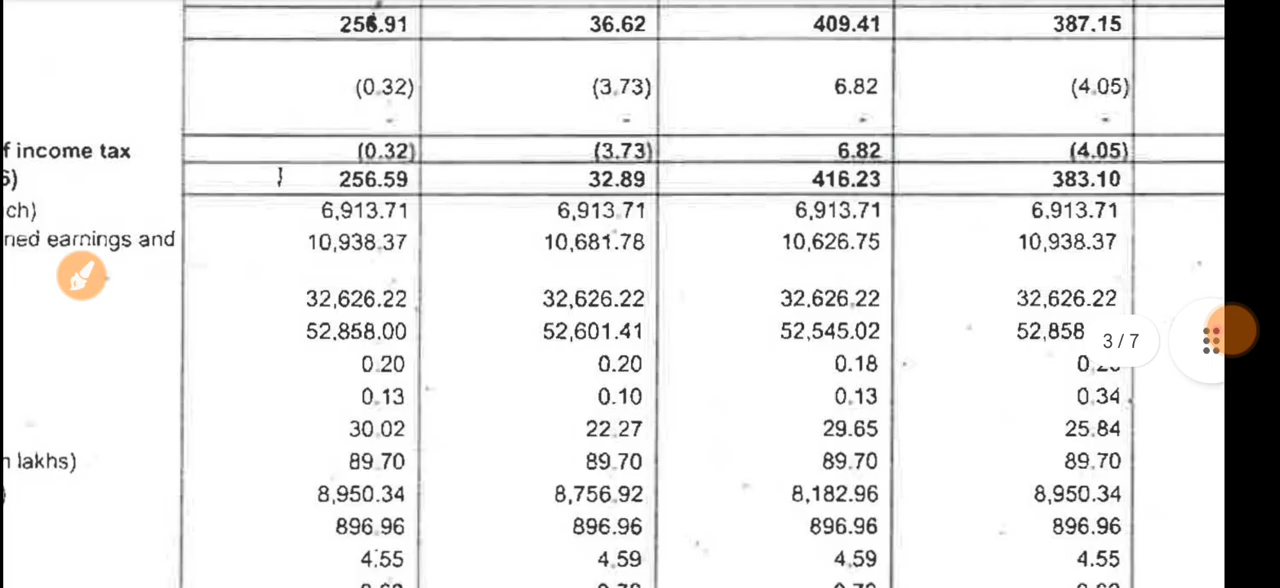 256.91 36.62 409.41 387.15
(0.32) (3.73) 6.82 (4.05)
- - - -
f income tax (0.32) (3.73) 6.82 (4.05)
6) 256.59 32.89 416.23 383.10
ch) 6,913.71 6,913.71 6,913.71 6,913.71
ned earnings and 10,938.37 10,681.78 10,626.75 10,938.37
32,626.22 32,626.22 32,626.22 32,626.22
52,858.00 52,601.41 52,545.02 52,858
3 / 7
0.20 0.20 0.18
0.13 0.10 0.13 0.34
30.02 22.27 29.65 25.84
n lakhs) 89.70 89.70 89.70 89.70
) 8,950.34 8,756.92 8,182.96 8,950.34
896.96 896.96 896.96 896.96
4.55 4.59 4.59 4.55